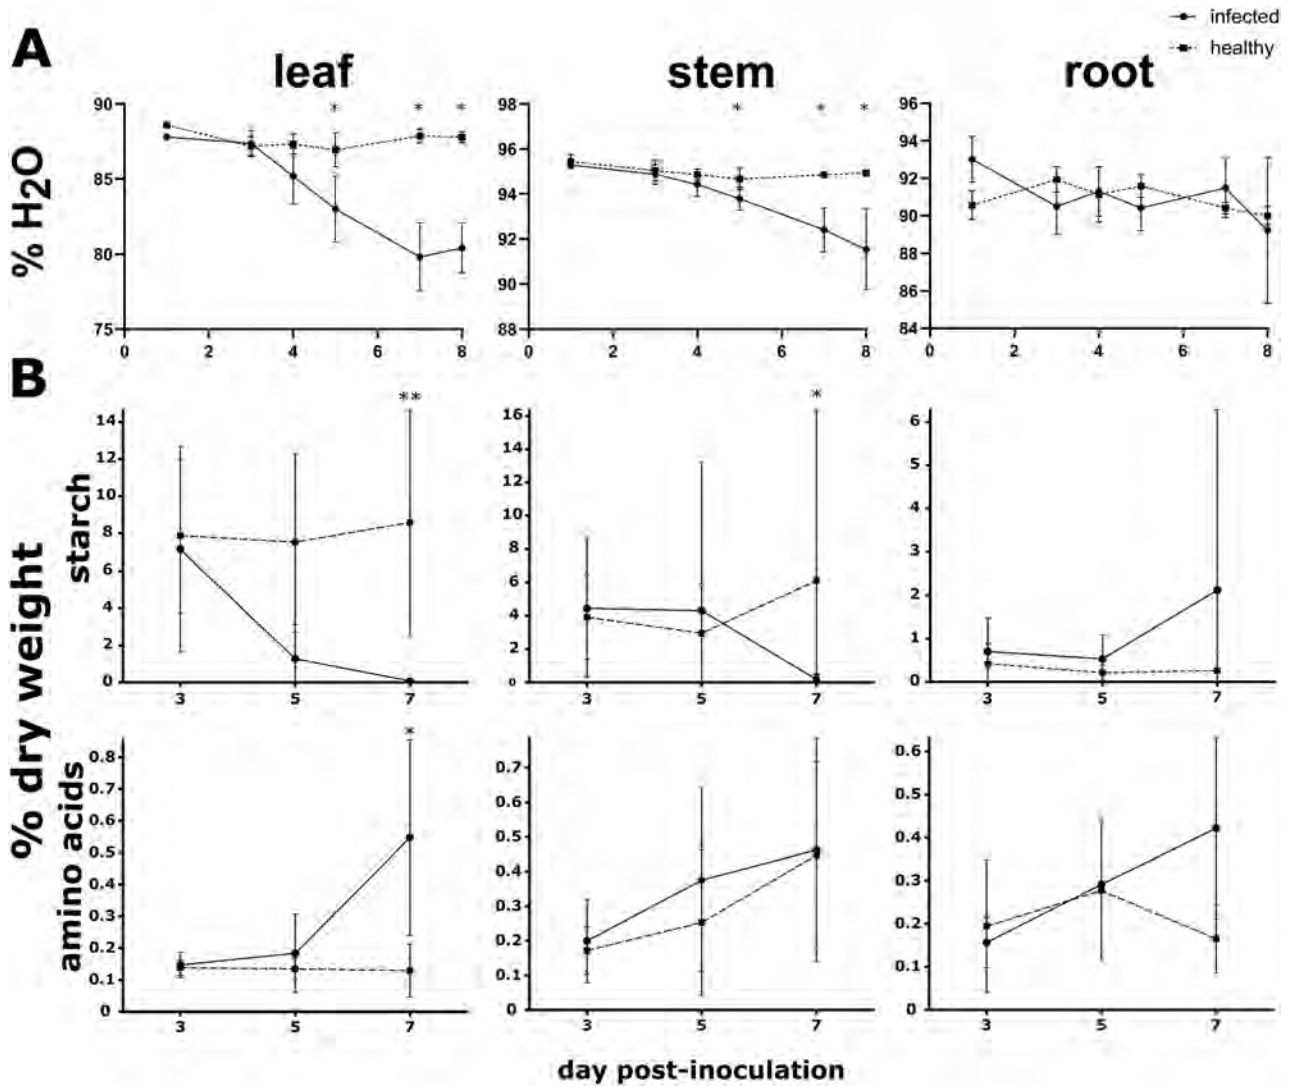 A
infected
healthy
leaf
stem
root
% H2O
90
85
80
75
* * *
0 2 4 6 8
98
96
94
92
90
88
* * *
0 2 4 6 8
96
94
92
90
88
86
84
0 2 4 6 8
B
% dry weight
starch
14
12
10
8
6
4
2
0
**
3 5 7
16
14
12
10
8
6
4
2
0
*
3 5 7
6
5
4
3
2
1
0
3 5 7
amino acids
0.8
0.7
0.6
0.5
0.4
0.3
0.2
0.1
0
*
3 5 7
0.7
0.6
0.5
0.4
0.3
0.2
0.1
0
3 5 7
0.6
0.5
0.4
0.3
0.2
0.1
0
3 5 7
day post-inoculation